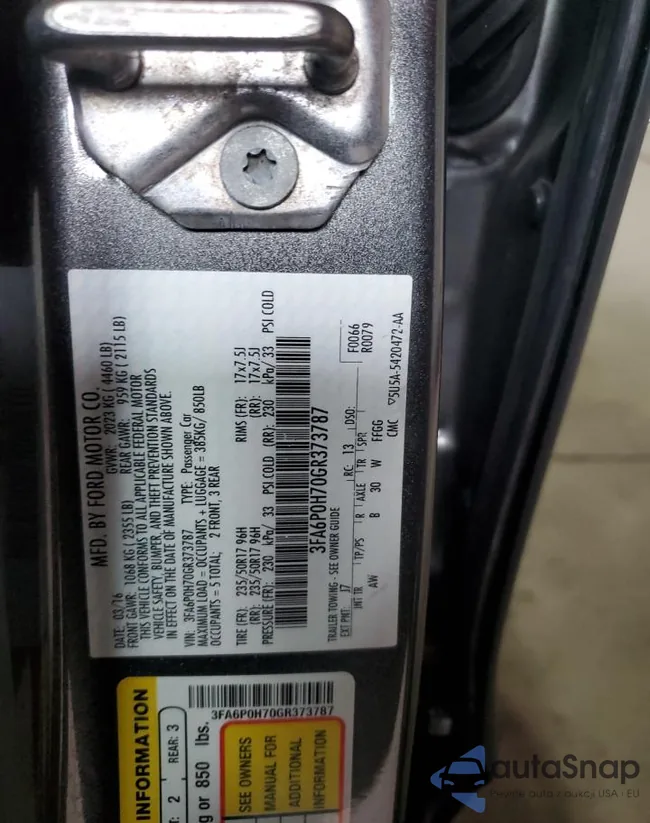 MFD. BY FORD MOTOR CO.
DATE: 03/16 GVWR: 2023 KG ( 4460 LB)
FRONT GAWR: 1068 KG ( 2355 LB) REAR GAWR: 959 KG ( 2115 LB)
THIS VEHICLE CONFORMS TO ALL APPLICABLE FEDERAL MOTOR
VEHICLE SAFETY, BUMPER, AND THEFT PREVENTION STANDARDS
IN EFFECT ON THE DATE OF MANUFACTURE SHOWN ABOVE.
VIN: 3FA6P0H70GR373787 TYPE: Passenger Car
MAXIMUM LOAD = OCCUPANTS + LUGGAGE = 385KG/ 850LB
OCCUPANTS = 5 TOTAL; 2 FRONT, 3 REAR
TIRE (FR): 235/50R17 96H RIMS (FR): 17x7.5J
(RR): 235/50R17 96H (RR): 17x7.5J
PRESSURE (FR): 230 kPa/ 33 PSI COLD (RR): 230 kPa/ 33 PSI COLD
3FA6P0H70GR373787
TRAILER TOWING - SEE OWNER GUIDE
F0066
EXT PNT: J7 RC: 13 DSO: R0079
INT TR TP/PS R AXLE TR SPR
AW B 30 W FFGG
CMC ▽5U5A-5420472-AA
INFORMATION
2 REAR: 3
or 850 lbs.
3FA6P0H70GR373787
SEE OWNERS
MANUAL FOR
ADDITIONAL
INFORMATION
autaSnap
USA i EU